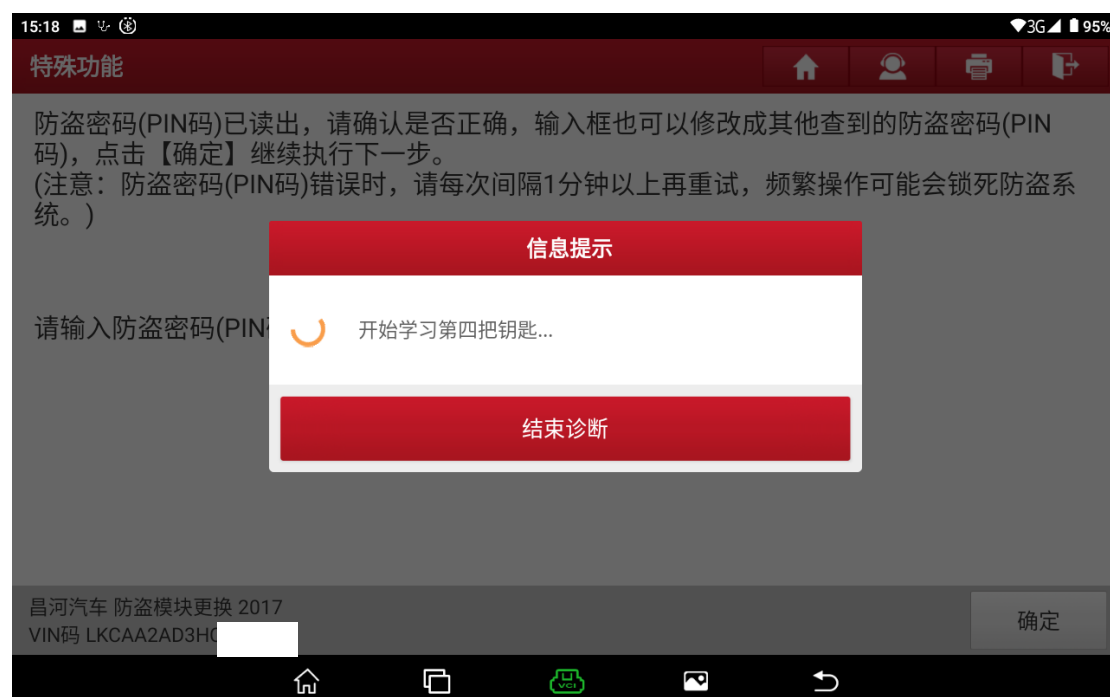 15:18
3G
95%
特殊功能
防盗密码(PIN码)已读出，请确认是否正确，输入框也可以修改成其他查到的防盗密码(PIN
码)，点击【确定】继续执行下一步。
(注意：防盗密码(PIN码)错误时，请每次间隔1分钟以上再重试，频繁操作可能会锁死防盗系
统。)
信息提示
请输入防盗密码(PIN
开始学习第四把钥匙...
结束诊断
昌河汽车 防盗模块更换 2017
VIN码 LKCAA2AD3H
确定
VCI